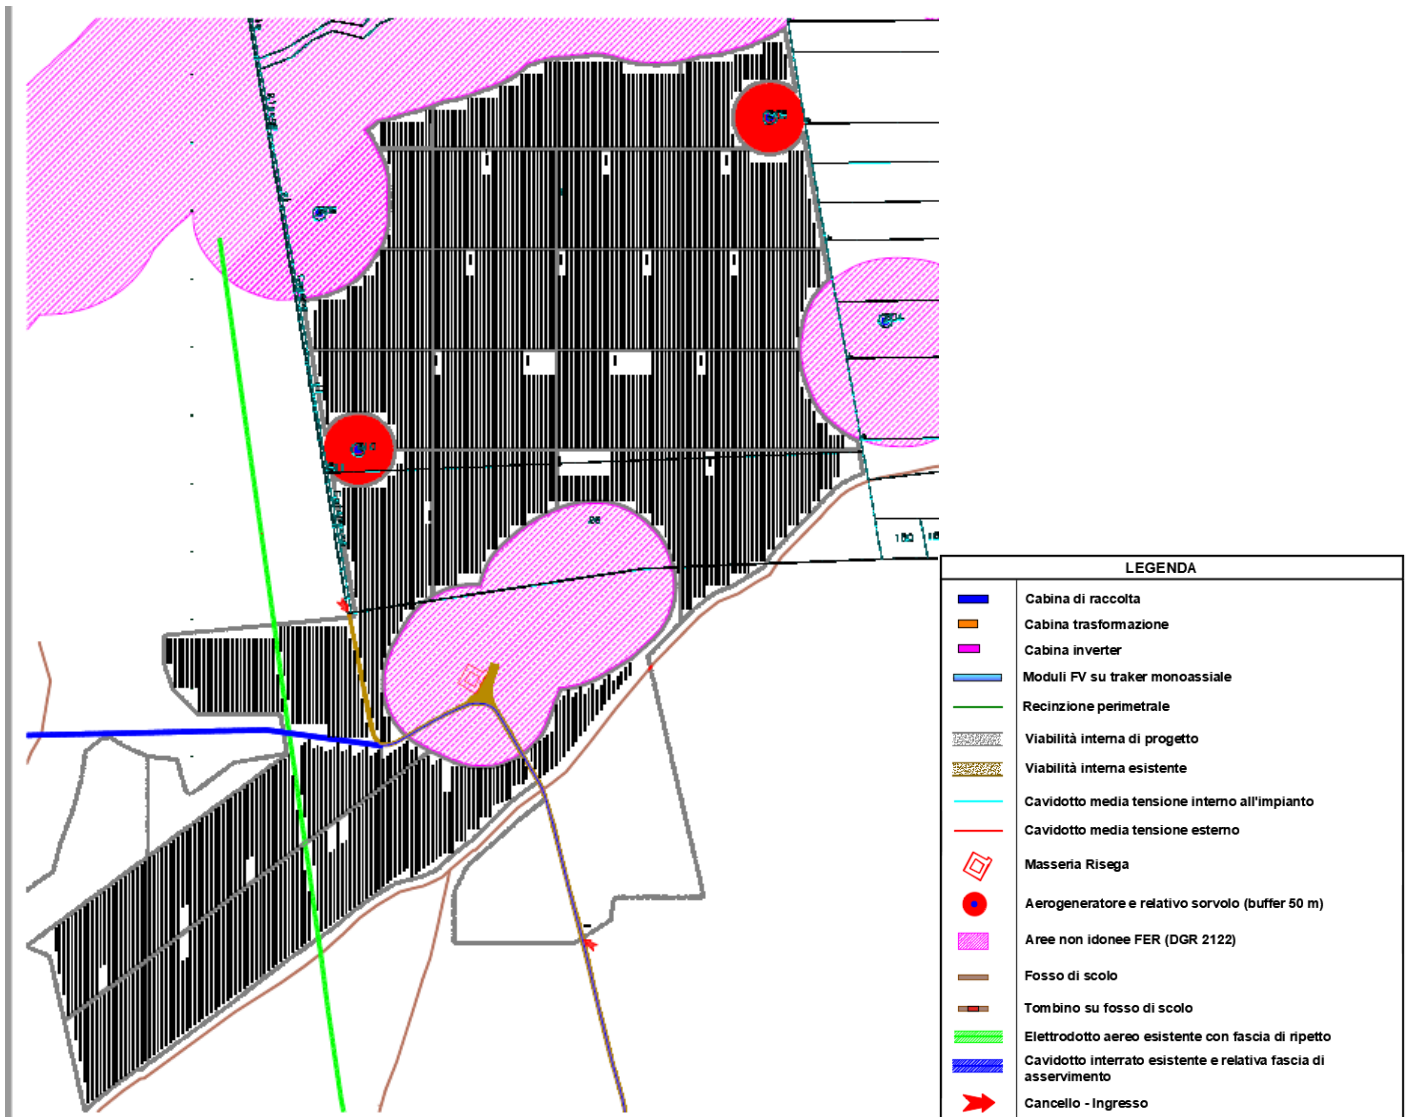 26
180
LEGENDA
Cabina di raccolta
Cabina trasformazione
Cabina inverter
Moduli FV su traker monoassiale
Recinzione perimetrale
Viabilità interna di progetto
Viabilità interna esistente
Cavidotto media tensione interno all'impianto
Cavidotto media tensione esterno
Masseria Risega
Aerogeneratore e relativo sorvolo (buffer 50 m)
Aree non idonee FER (DGR 2122)
Fosso di scolo
Tombino su fosso di scolo
Elettrodotto aereo esistente con fascia di ripetto
Cavidotto interrato esistente e relativa fascia di
asservimento
Cancello - Ingresso